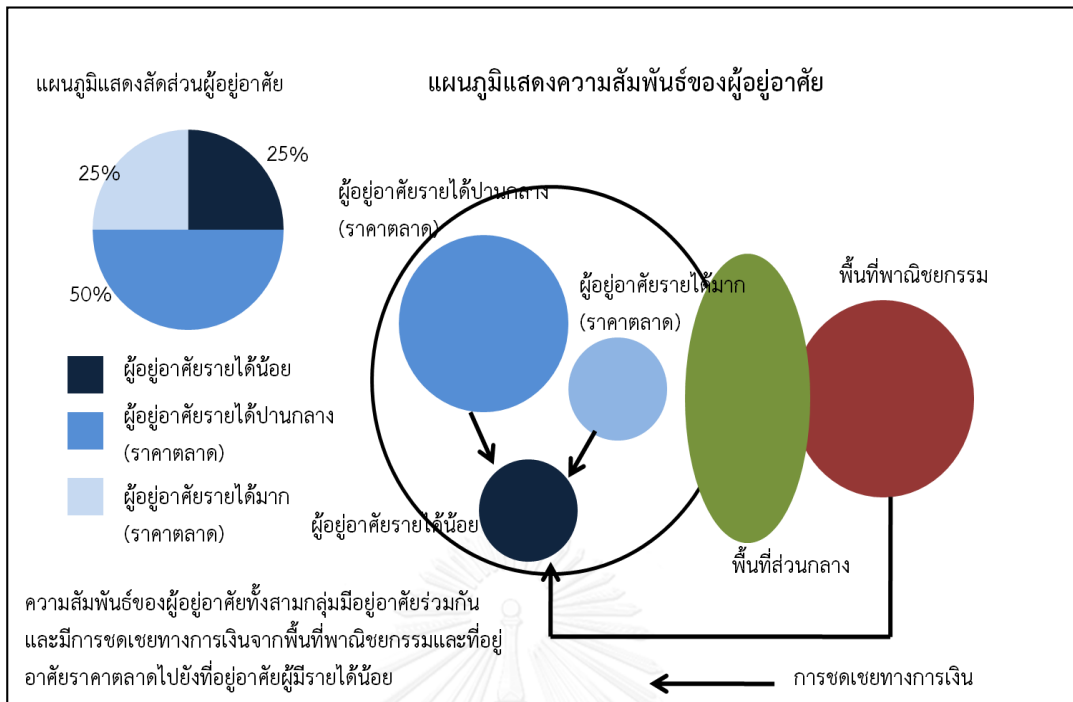 แผนภูมิแสดงสัดส่วนผู้อยู่อาศัย
25%
25%
50%
ผู้อยู่อาศัยรายได้น้อย
ผู้อยู่อาศัยรายได้ปานกลาง
(ราคาตลาด)
ผู้อยู่อาศัยรายได้มาก
(ราคาตลาด)
แผนภูมิแสดงความสัมพันธ์ของผู้อยู่อาศัย
ผู้อยู่อาศัยรายได้ปานกลาง
(ราคาตลาด)
ผู้อยู่อาศัยรายได้มาก
(ราคาตลาด)
พื้นที่พาณิชยกรรม
ผู้อยู่อาศัยรายได้น้อย
พื้นที่ส่วนกลาง
ความสัมพันธ์ของผู้อยู่อาศัยทั้งสามกลุ่มมีอยู่อาศัยร่วมกัน
และมีการชดเชยทางการเงินจากพื้นที่พาณิชยกรรมและที่อยู่
อาศัยราคาตลาดไปยังที่อยู่อาศัยผู้มีรายได้น้อย
การชดเชยทางการเงิน